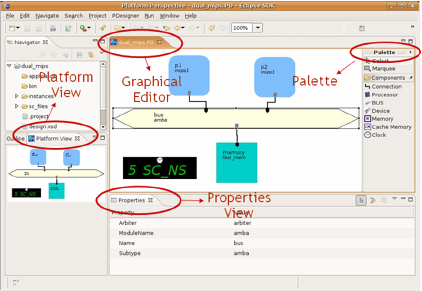 Platform Perspective - dual_mips.PD - Eclipse SDK
File Edit Navigate Search Project PDesigner Run Window Help
100%
Navigator
dual_mips.PD
Palette
dual_mips
bin
instances
sc_files
.project
design.xsd
Platform
View
Graphical
Editor
Palette
p1
mips1
p2
mips1
bus
amba
memory
fast_mem
5 SC_NS
Select
Marquee
Components
Connection
Processor
BUS
Device
Memory
Cache Memory
Clock
Outline Platform View
5 SC_NS
Properties
Properties
View
Property
Arbiter arbiter
ModuleName amba
Name bus
Subtype amba